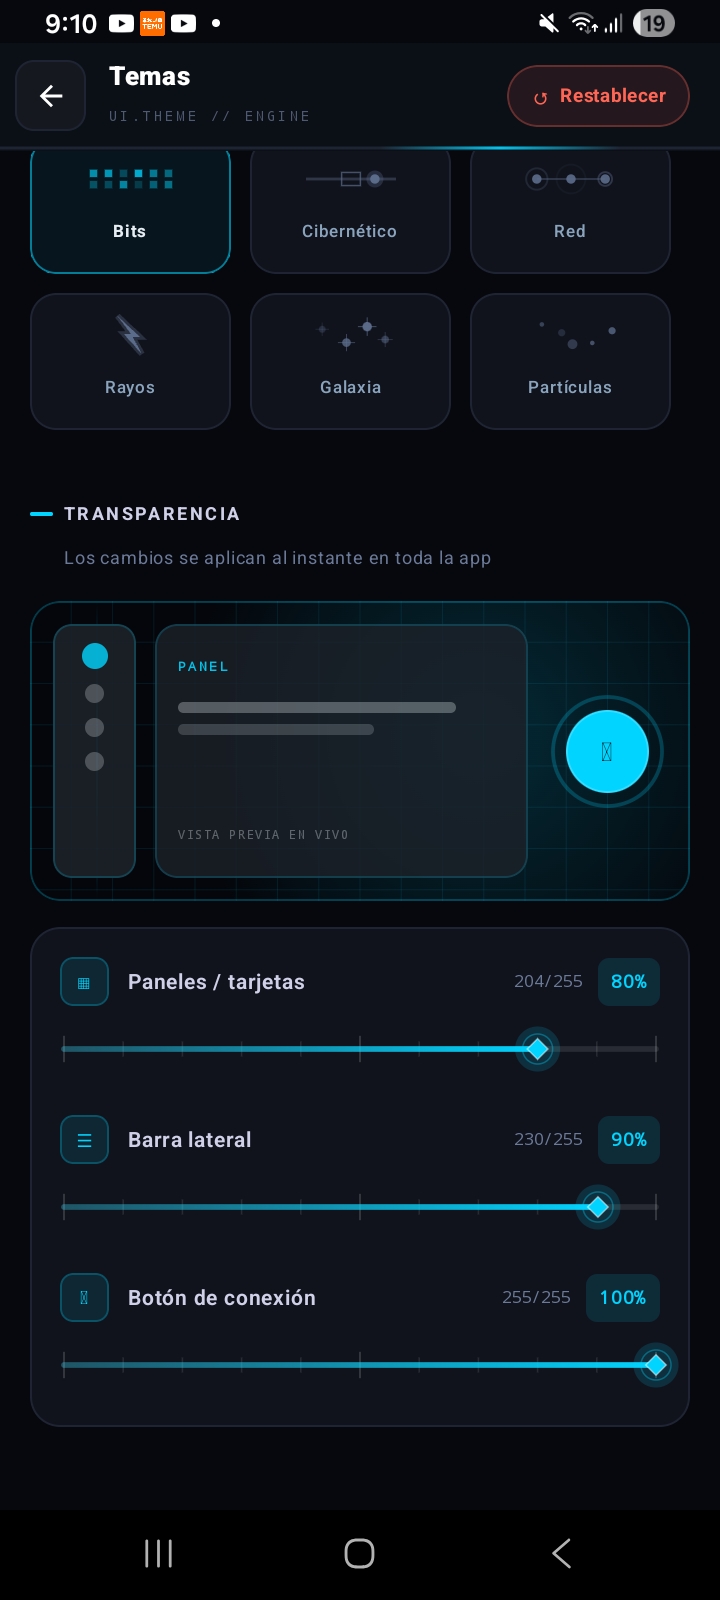 9:10
TEMU
19
Temas
UI.THEME // ENGINE
↺ Restablecer
Bits
Cibernético
Red
Rayos
Galaxia
Partículas
TRANSPARENCIA
Los cambios se aplican al instante en toda la app
PANEL
VISTA PREVIA EN VIVO
Paneles / tarjetas
204/255
80%
Barra lateral
230/255
90%
Botón de conexión
255/255
100%